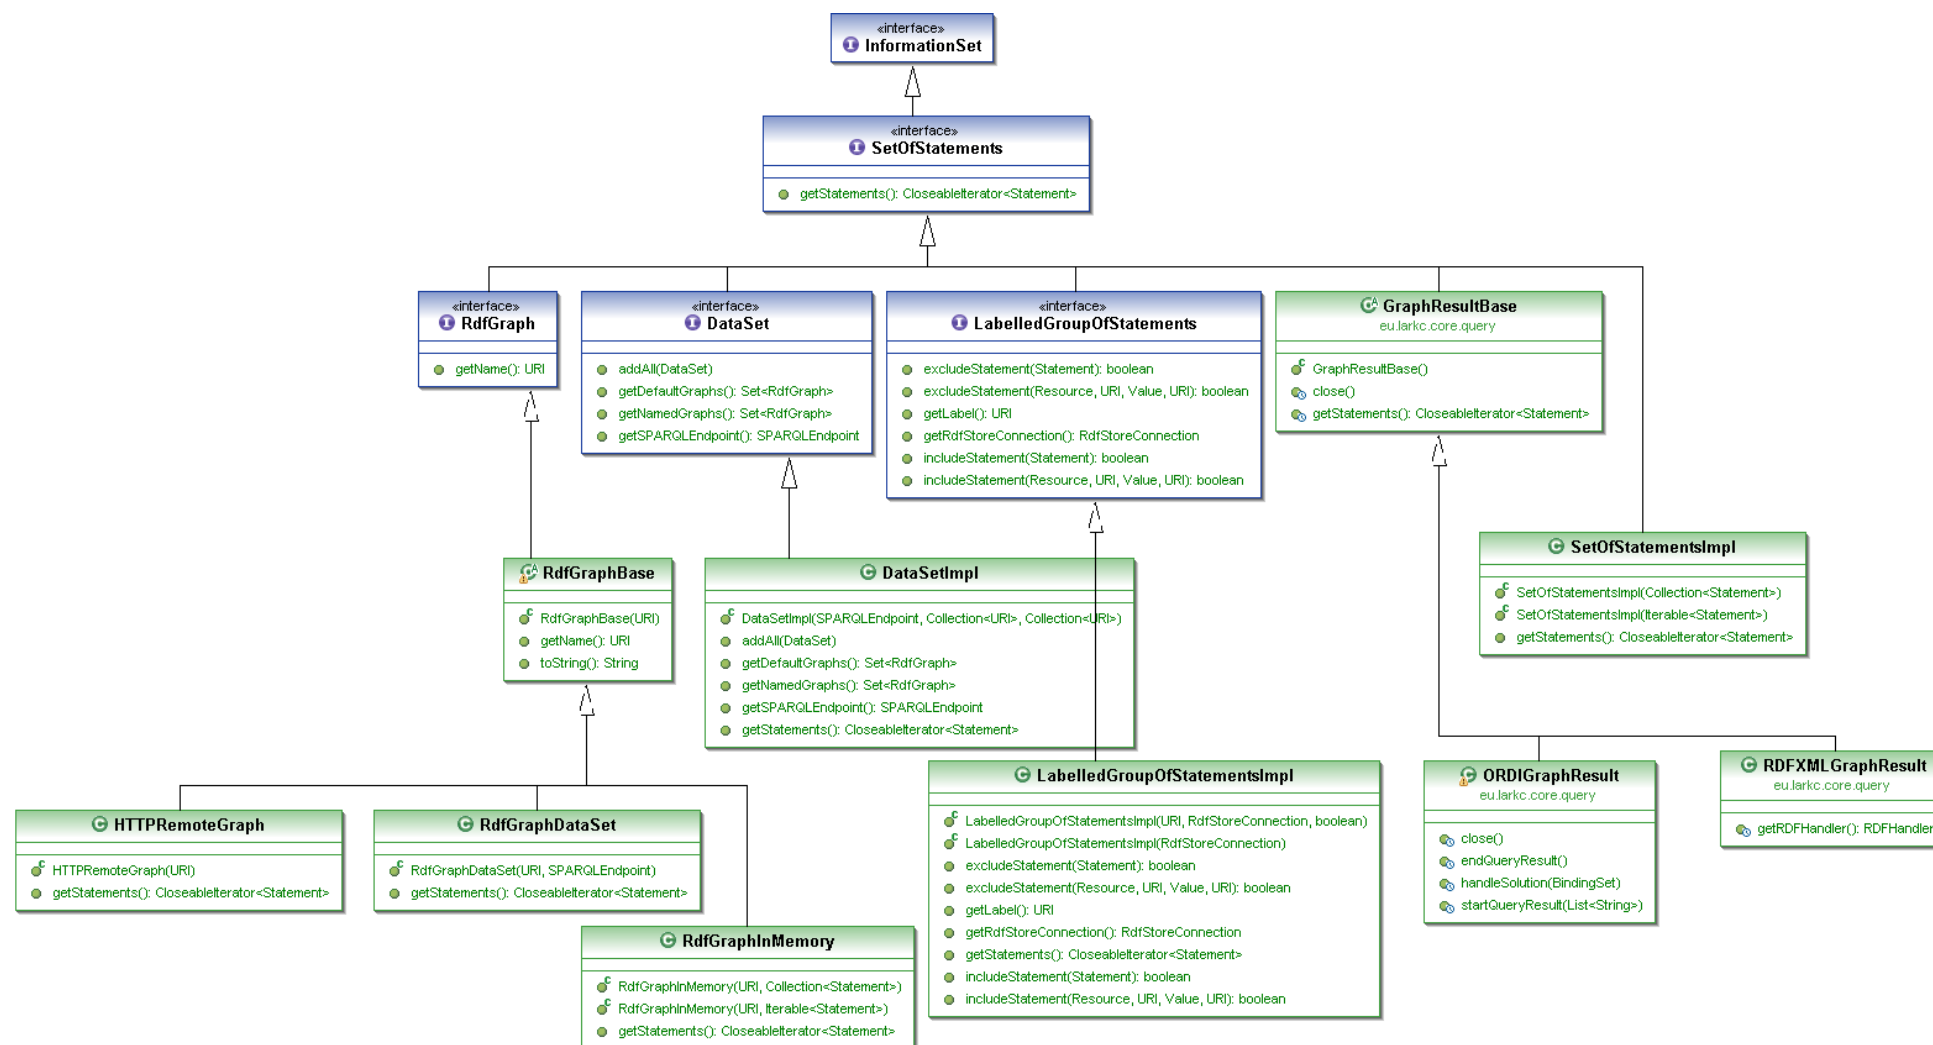 «interface»
InformationSet
«interface»
SetOfStatements
getStatements(): CloseableIterator<Statement>
«interface»
RdfGraph
getName(): URI
«interface»
DataSet
addAll(DataSet)
getDefaultGraphs(): Set<RdfGraph>
getNamedGraphs(): Set<RdfGraph>
getSPARQLEndpoint(): SPARQLEndpoint
«interface»
LabelledGroupOfStatements
excludeStatement(Statement): boolean
excludeStatement(Resource, URI, Value, URI): boolean
getLabel(): URI
getRdfStoreConnection(): RdfStoreConnection
includeStatement(Statement): boolean
includeStatement(Resource, URI, Value, URI): boolean
GraphResultBase
eu.larkc.core.query
GraphResultBase()
close()
getStatements(): CloseableIterator<Statement>
SetOfStatementsImpl
SetOfStatementsImpl(Collection<Statement>)
SetOfStatementsImpl(Iterable<Statement>)
getStatements(): CloseableIterator<Statement>
RdfGraphBase
RdfGraphBase(URI)
getName(): URI
toString(): String
DataSetImpl
DataSetImpl(SPARQLEndpoint, Collection<URI>, Collection<URI>)
addAll(DataSet)
getDefaultGraphs(): Set<RdfGraph>
getNamedGraphs(): Set<RdfGraph>
getSPARQLEndpoint(): SPARQLEndpoint
getStatements(): CloseableIterator<Statement>
LabelledGroupOfStatementsImpl
LabelledGroupOfStatementsImpl(URI, RdfStoreConnection, boolean)
LabelledGroupOfStatementsImpl(RdfStoreConnection)
excludeStatement(Statement): boolean
excludeStatement(Resource, URI, Value, URI): boolean
getLabel(): URI
getRdfStoreConnection(): RdfStoreConnection
getStatements(): CloseableIterator<Statement>
includeStatement(Statement): boolean
includeStatement(Resource, URI, Value, URI): boolean
ORDIGraphResult
eu.larkc.core.query
close()
endQueryResult()
handleSolution(BindingSet)
startQueryResult(List<String>)
RDFXMLGraphResult
eu.larkc.core.query
getRDFHandler(): RDFHandler
HTTPRemoteGraph
HTTPRemoteGraph(URI)
getStatements(): CloseableIterator<Statement>
RdfGraphDataSet
RdfGraphDataSet(URI, SPARQLEndpoint)
getStatements(): CloseableIterator<Statement>
RdfGraphInMemory
RdfGraphInMemory(URI, Collection<Statement>)
RdfGraphInMemory(URI, Iterable<Statement>)
getStatements(): CloseableIterator<Statement>